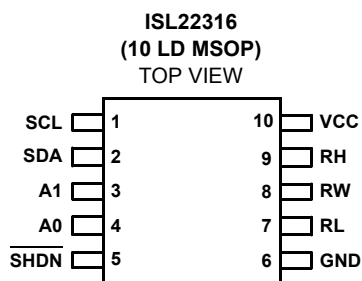 ISL22316
(10 LD MSOP)
TOP VIEW
SCL 1 10 VCC
SDA 2 9 RH
A1 3 8 RW
A0 4 7 RL
SHDN 5 6 GND